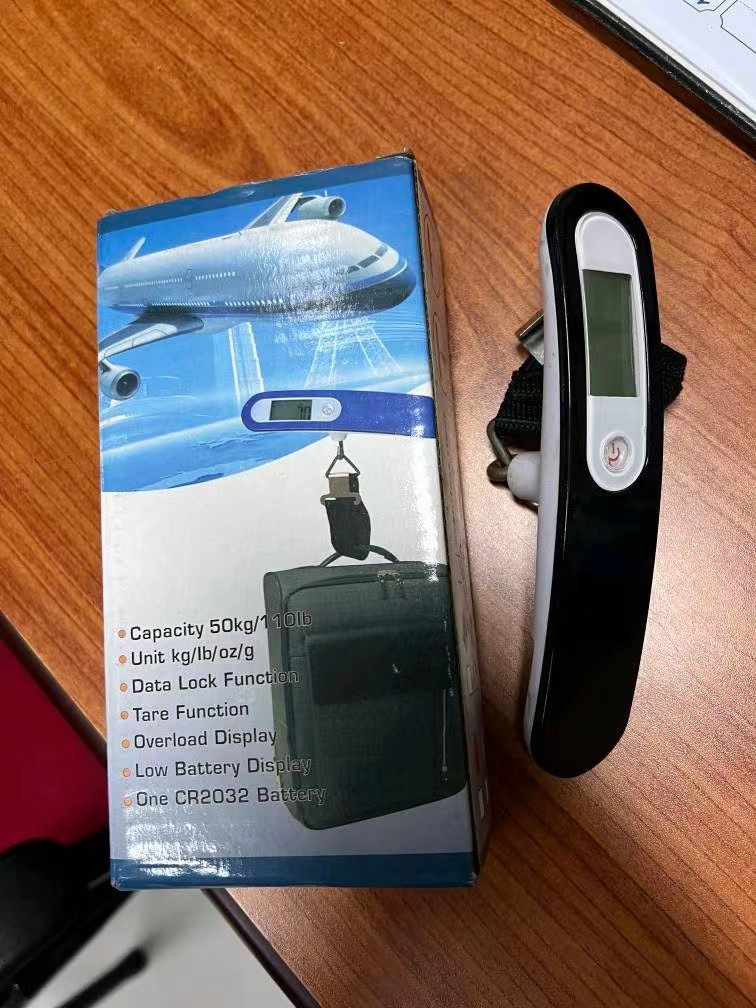 Capacity 50kg/110lb
Unit kg/lb/oz/g
Data Lock Function
Tare Function
Overload Display
Low Battery Display
One CR2032 Battery